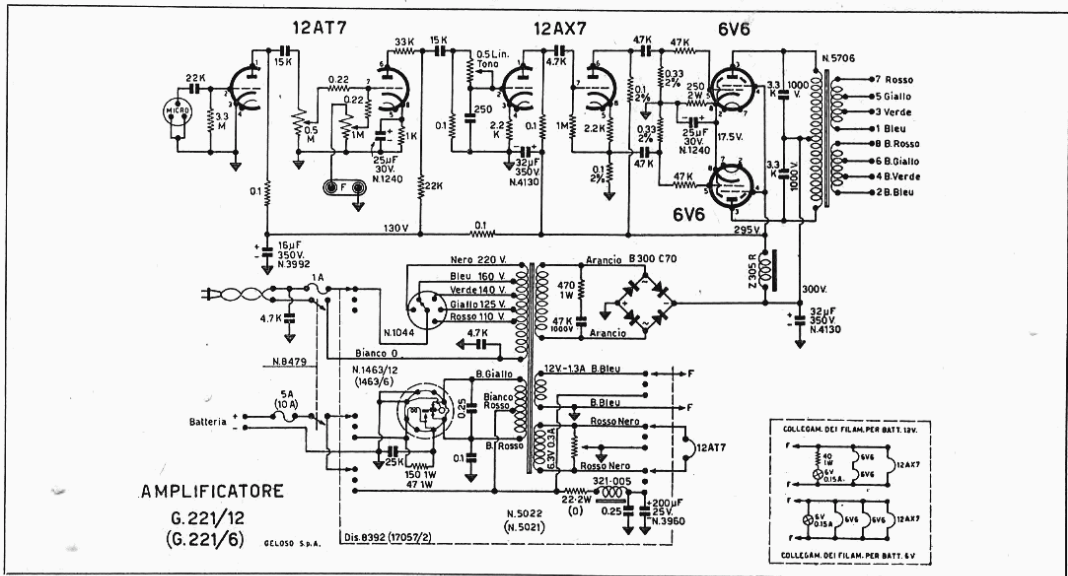 12AT7
12AX7
6V6
22K
MICRO
3.3
M
15K
0.5
M
0.22
0.22
1M
F
33K
1K
25µF
30V.
N.1240
22K
0.1
15K
0.5 Lin.
Tono
0.1
250
2.2
K
32µF
350V.
N.4130
0.1
4.7K
1M
2.2K
0.1
2%
4.7K
4.7K
0.1
2%
0.33
2%
0.33
2%
47K
47K
250
2W
25µF
30V.
N.1240
17.5V.
6V6
3.3
K
1000
V.
3.3
K
1000 V.
N.5706
7 Rosso
5 Giallo
3 Verde
1 Bleu
8 B.Rosso
6 B.Giallo
4 B.Verde
2 B.Bleu
130V
0.1
295V
16µF
350V.
N.3992
Z305R
300V.
32µF
350V.
N.4130
1A
4.7K
N.8479
Nero 220 V.
Bleu 160 V.
Verde 140 V.
Giallo 125 V.
Rosso 110 V.
N.1044
Bianco 0
4.7K
Arancio
B300 C70
470
1W
47K
1000V
Arancio
N.1463/12
(1463/6)
5A
(10A)
Batteria
+
-
25K
150 1W
47 1W
B.Giallo
Bianco
Rosso
B.Rosso
0.25
0.1
12V-1.3A B.Bleu
F
B.Bleu
F
6.3V 0.3A
Rosso Nero
Rosso Nero
12AT7
22.2W
(0)
321-005
0.25
+200µF
25V.
N.3960
N.5022
(N.5021)
AMPLIFICATORE
G.221/12
(G.221/6)
GELOSO S.p.A.
Dis.8392 (17057/2)
COLLEGAM. DEI FILAM. PER BATT. 12V.
F
40
1W
6V
0.15A.
6V6
6V6
12AX7
F
F
6V
0.15A
6V6
6V6
12AX7
F
COLLEGAM. DEI FILAM. PER BATT. 6V